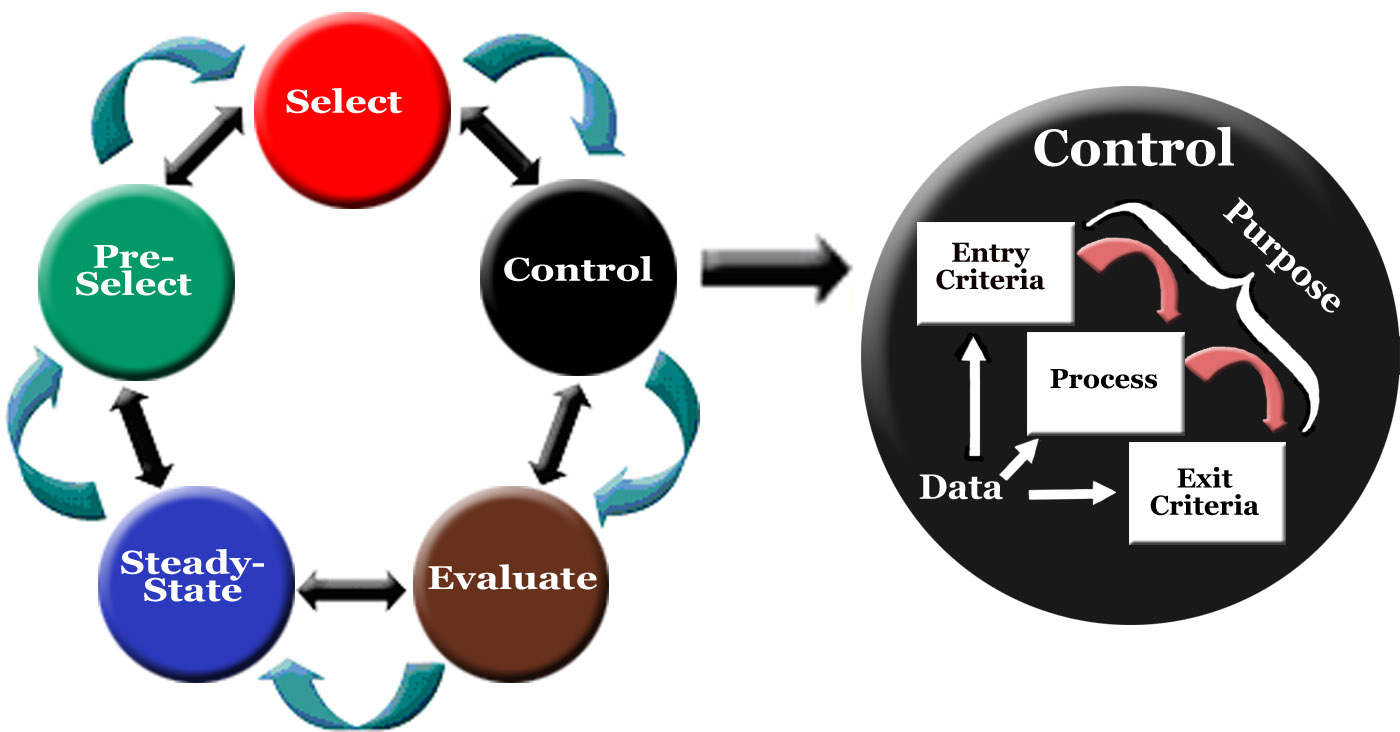 Select
Pre-
Select
Control
Steady-
State
Evaluate
Control
Purpose
Entry
Criteria
Process
Data
Exit
Criteria